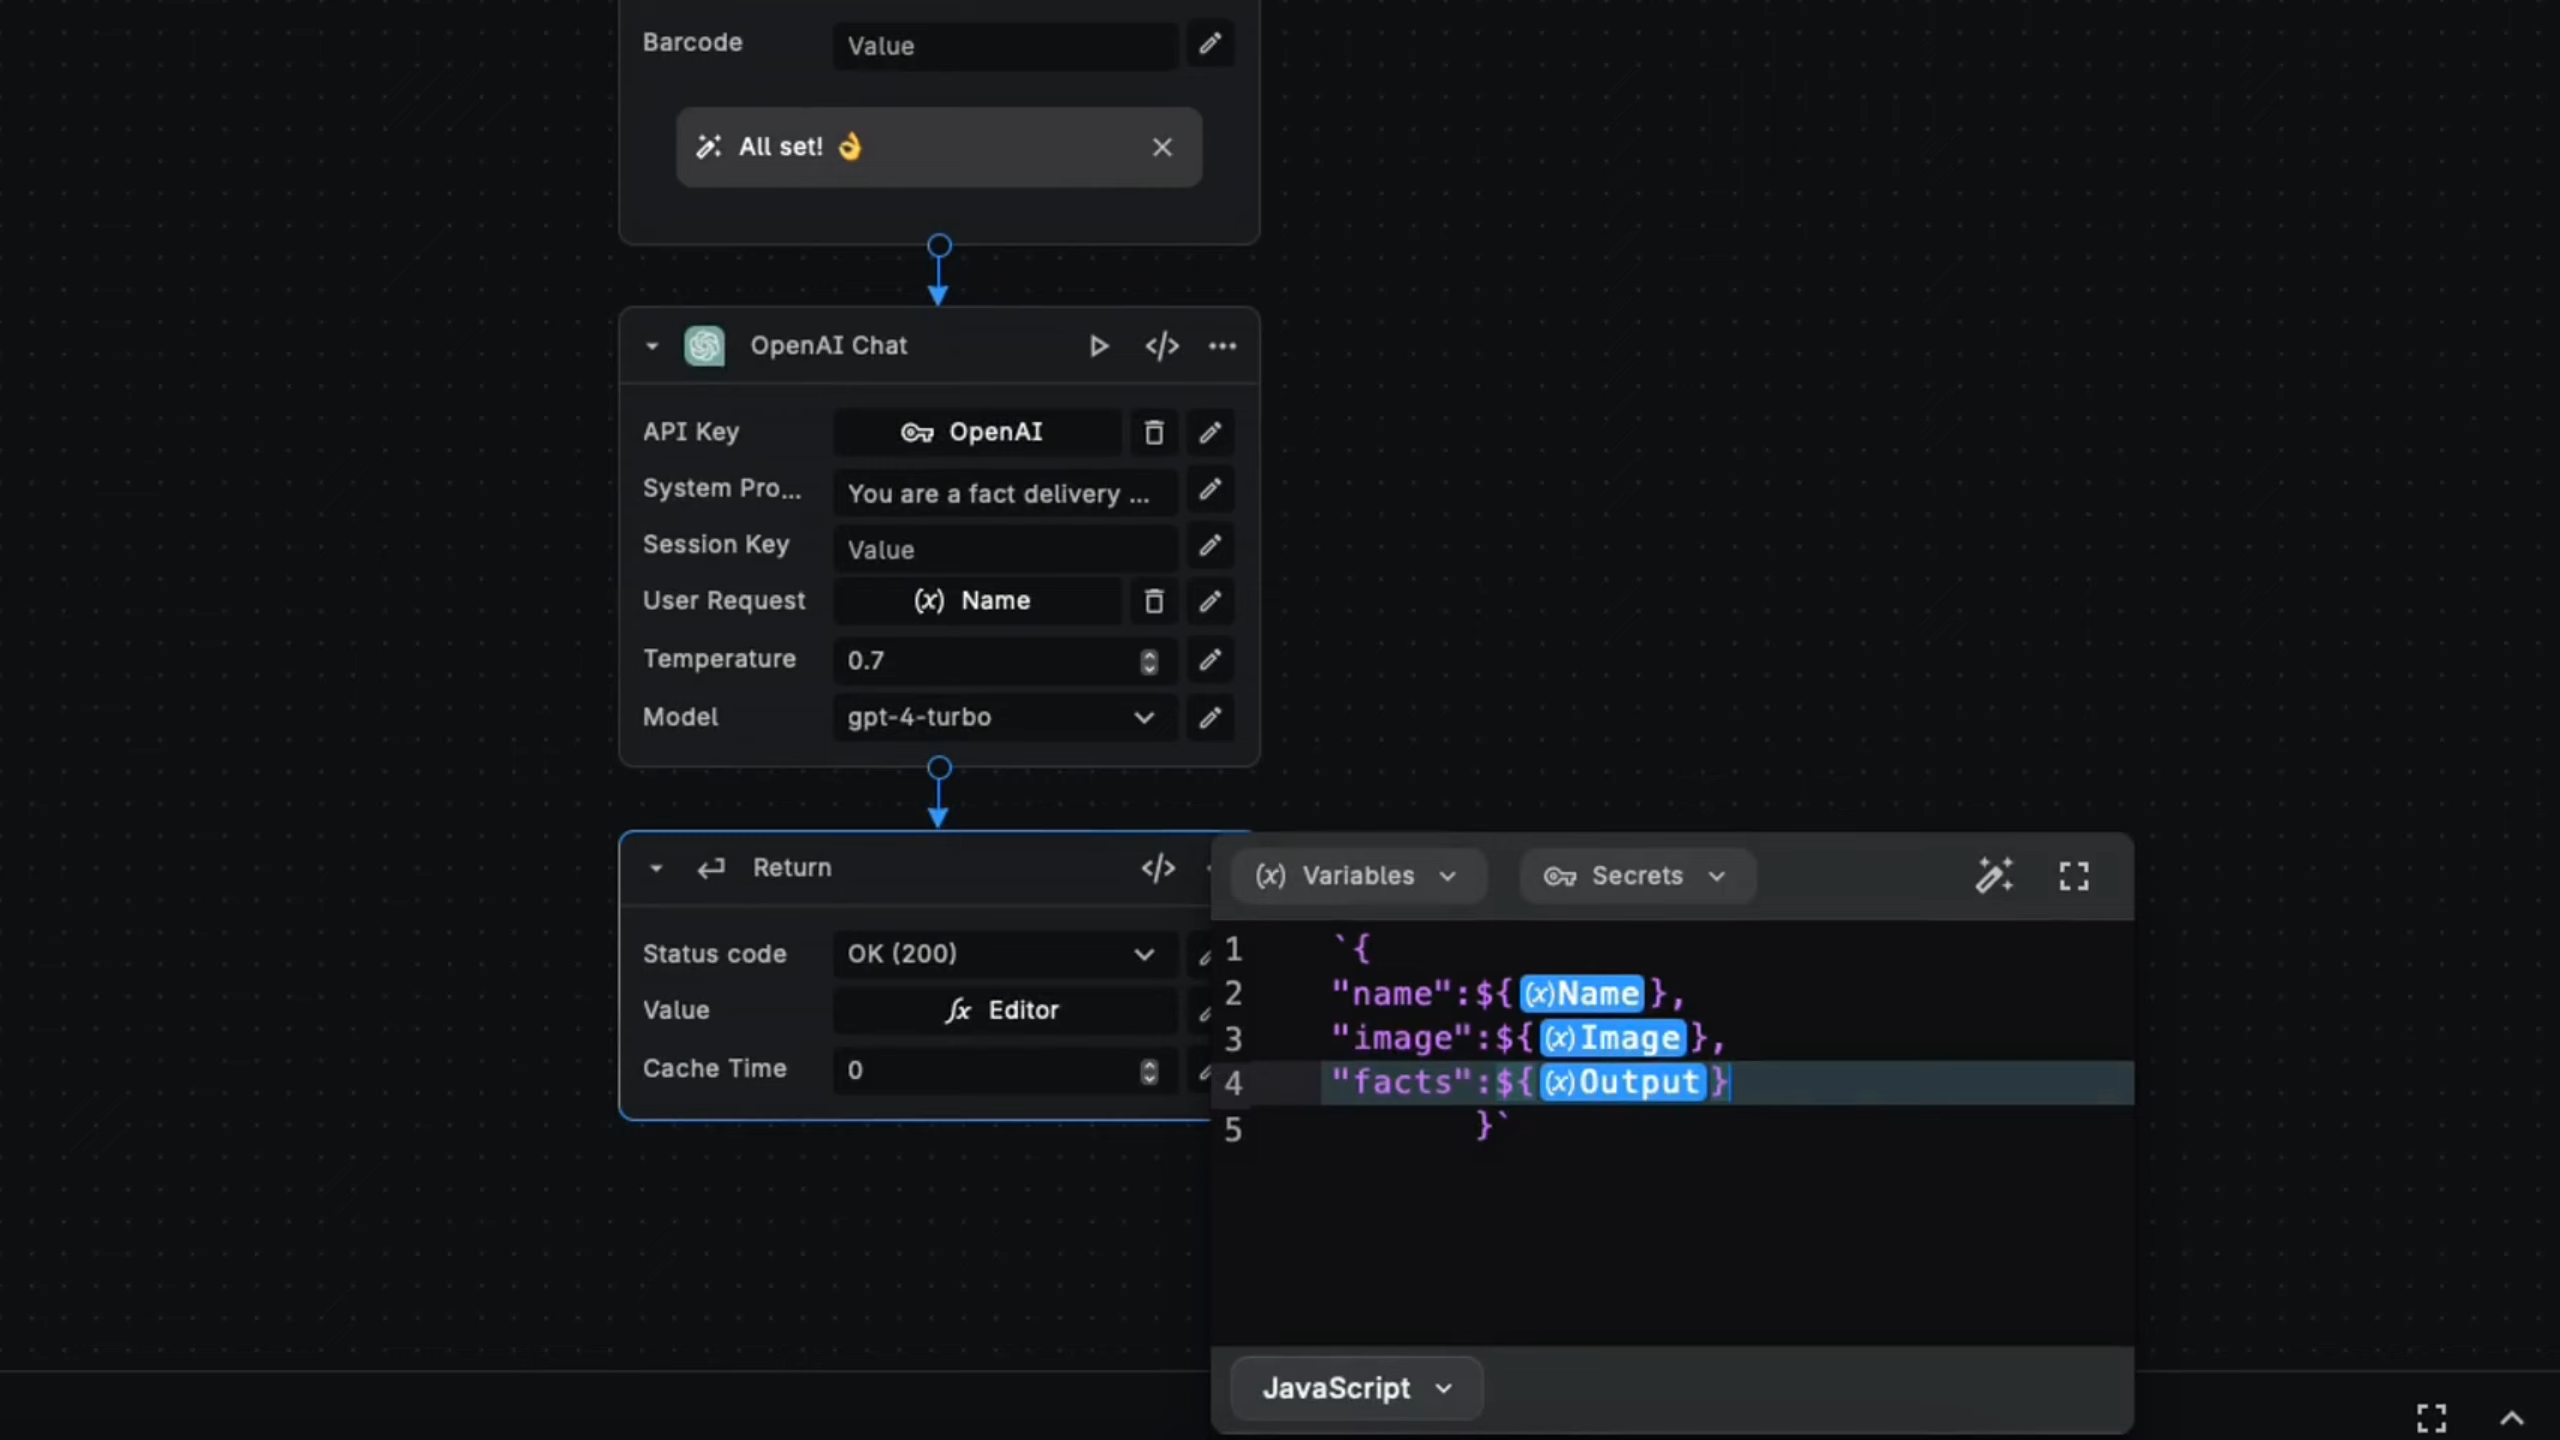 Barcode Value
All set! 👌
OpenAI Chat
API Key OpenAI
System Pro... You are a fact delivery ...
Session Key Value
User Request (x) Name
Temperature 0.7
Model gpt-4-turbo
Return
Status code OK (200)
Value fx Editor
Cache Time 0
(x) Variables Secrets
1 `{
2 "name":${(x)Name},
3 "image":${(x)Image},
4 "facts":${(x)Output}
5 }`
JavaScript